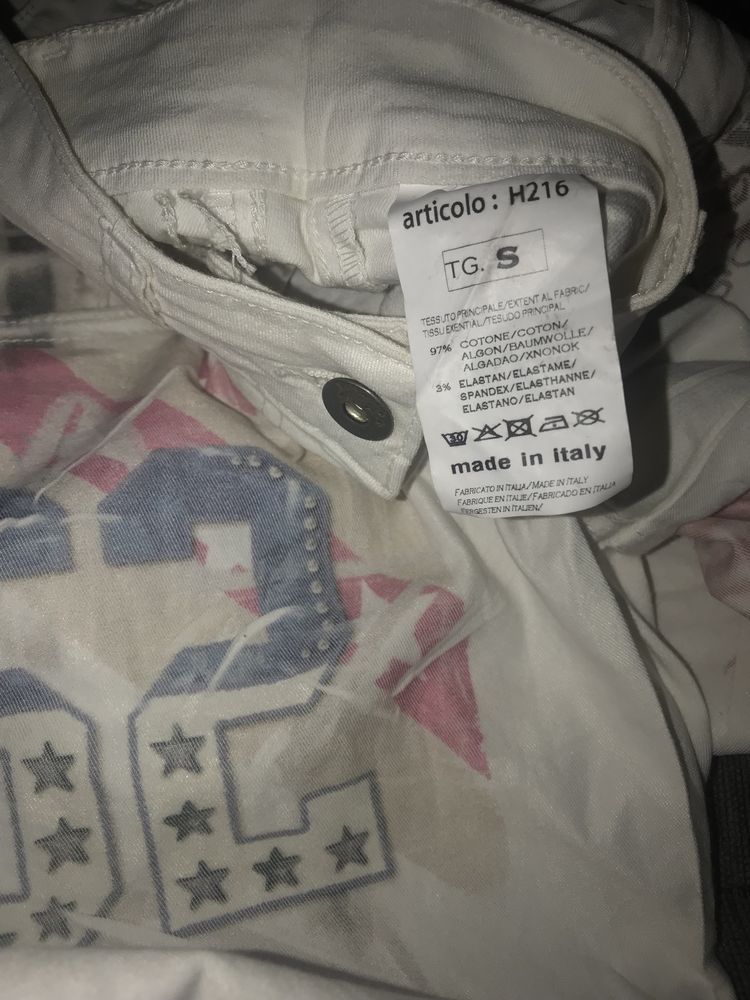 articolo : H216
TG. S
TESSUTO PRINCIPALE/EXTENT AL FABRIC/
TISSU EXENTIAL/TESUDO PRINCIPAL
97% COTONE/COTON/
ALGON/BAUMWOLLE/
ALGADAO/XNONOK
3% ELASTAN/ELASTAME/
SPANDEX/ELASTHANNE/
ELASTANO/ELASTAN
30
made in italy
FABRICATO IN ITALIA/MADE IN ITALY
FABRIQUE EN ITALIE/FABRICADO EN ITALIA
ERGESTEN IN ITALIEN/